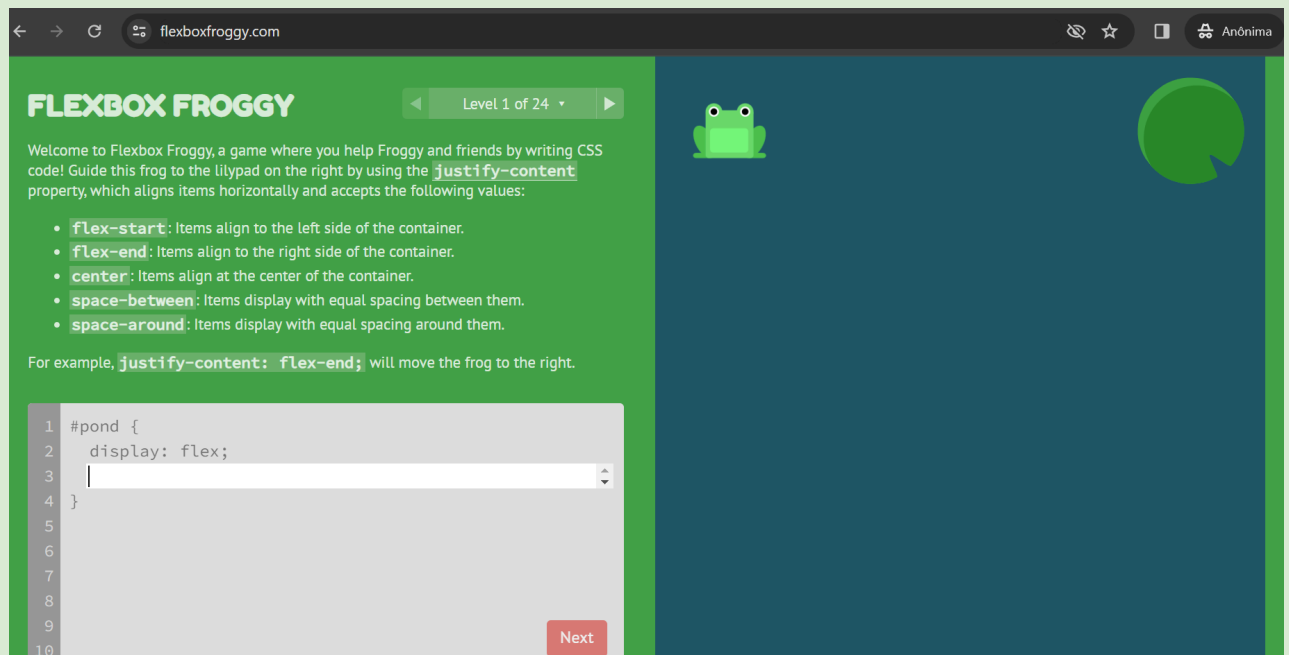 flexboxfroggy.com
Anônima
FLEXBOX FROGGY
Level 1 of 24
Welcome to Flexbox Froggy, a game where you help Froggy and friends by writing CSS
code! Guide this frog to the lilypad on the right by using the justify-content
property, which aligns items horizontally and accepts the following values:
• flex-start: Items align to the left side of the container.
• flex-end: Items align to the right side of the container.
• center: Items align at the center of the container.
• space-between: Items display with equal spacing between them.
• space-around: Items display with equal spacing around them.
For example, justify-content: flex-end; will move the frog to the right.
1 #pond {
2 display: flex;
3
4 }
5
6
7
8
9
Next
10